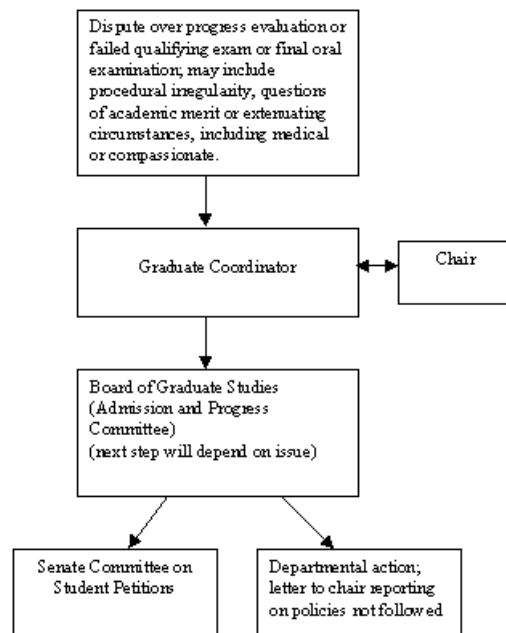 Dispute over progress evaluation or
failed qualifying exam or final oral
examination; may include
procedural irregularity, questions
of academic merit or extenuating
circumstances, including medical
or compassionate.
Graduate Coordinator
Chair
Board of Graduate Studies
(Admission and Progress
Committee)
(next step will depend on issue)
Senate Committee on
Student Petitions
Departmental action;
letter to chair reporting
on policies not followed